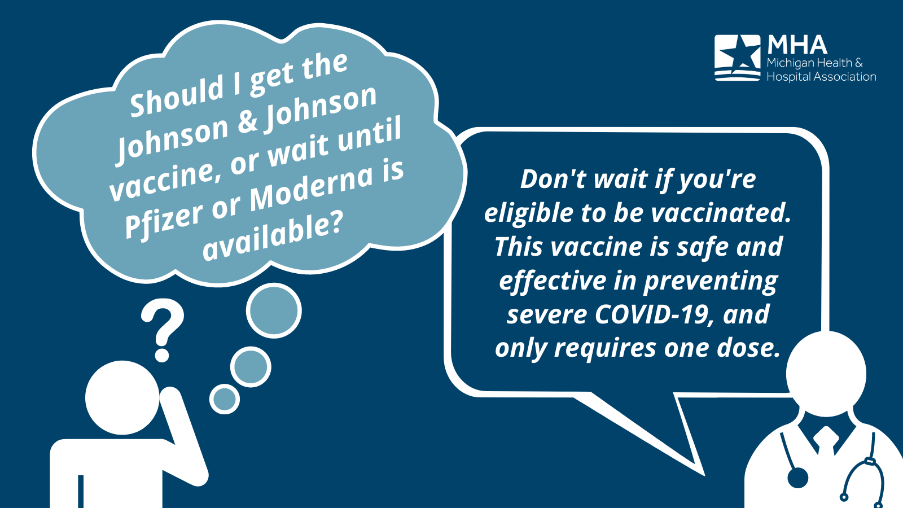 Should I get the
Johnson & Johnson
vaccine, or wait until
Pfizer or Moderna is
available?
?
MHA
Michigan Health &
Hospital Association
Don't wait if you're
eligible to be vaccinated.
This vaccine is safe and
effective in preventing
severe COVID-19, and
only requires one dose.